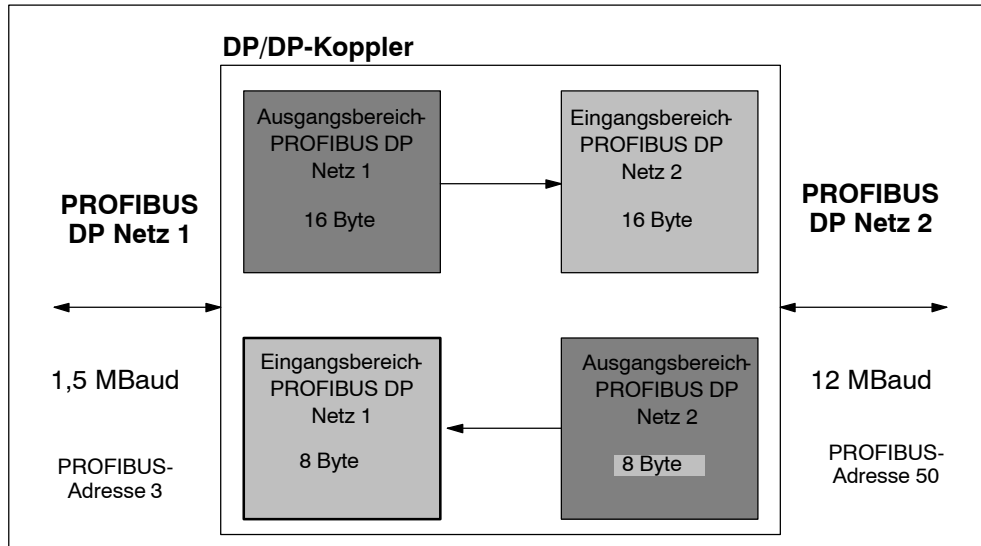 DP/DP-Koppler
Ausgangsbereich-
PROFIBUS DP
Netz 1
16 Byte
Eingangsbereich-
PROFIBUS DP
Netz 2
16 Byte
PROFIBUS
DP Netz 1
PROFIBUS
DP Netz 2
Eingangsbereich-
PROFIBUS DP
Netz 1
8 Byte
Ausgangsbereich-
PROFIBUS DP
Netz 2
8 Byte
1,5 MBaud
12 MBaud
PROFIBUS-
Adresse 3
PROFIBUS-
Adresse 50